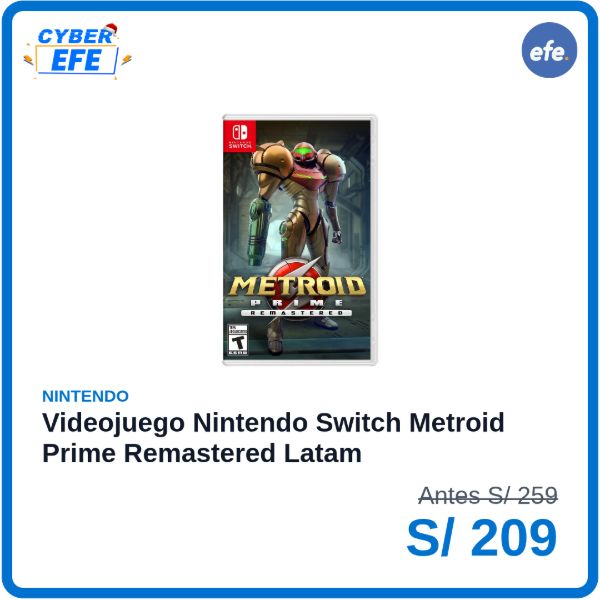 CYBER
EFE
efe.
NINTENDO
SWITCH
METROID
PRIME
REMASTERED
T
NINTENDO
Videojuego Nintendo Switch Metroid
Prime Remastered Latam
Antes S/ 259
S/ 209